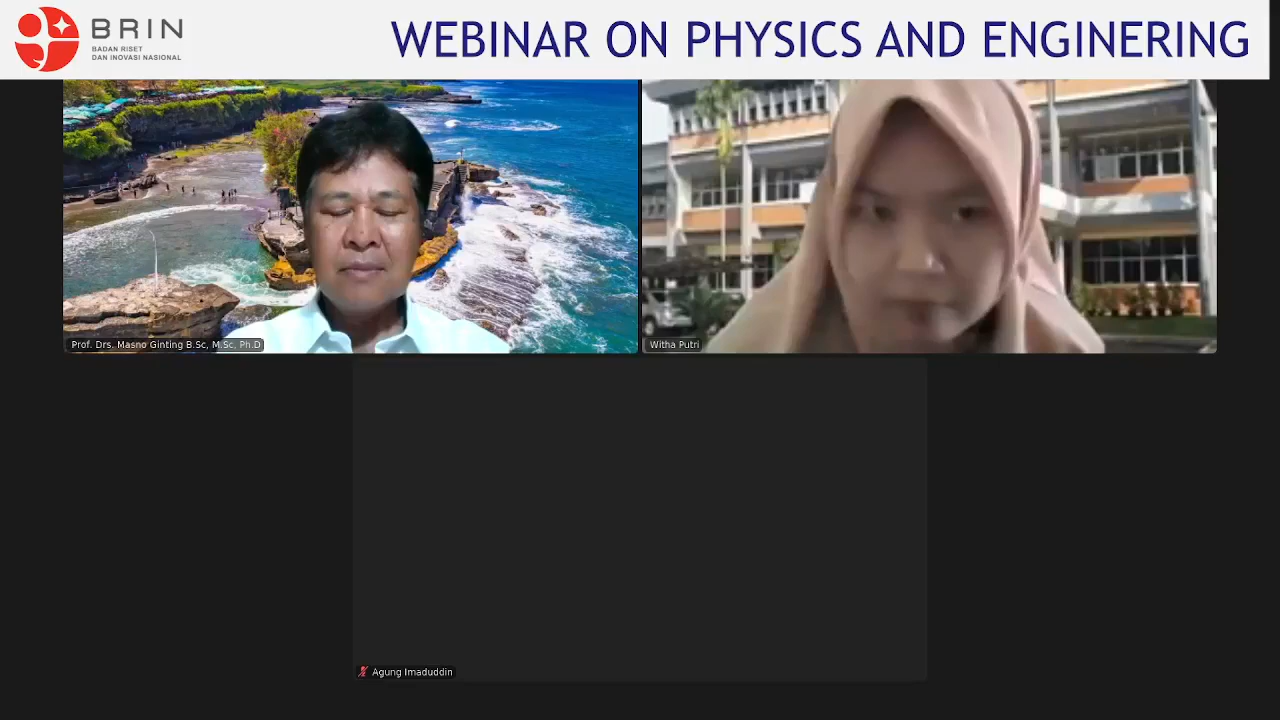 BRIN
BADAN RISET
DAN INOVASI NASIONAL
WEBINAR ON PHYSICS AND ENGINERING
Prof. Drs. Masno Ginting B.Sc, M.Sc, Ph.D
Witha Putri
Agung Imaduddin